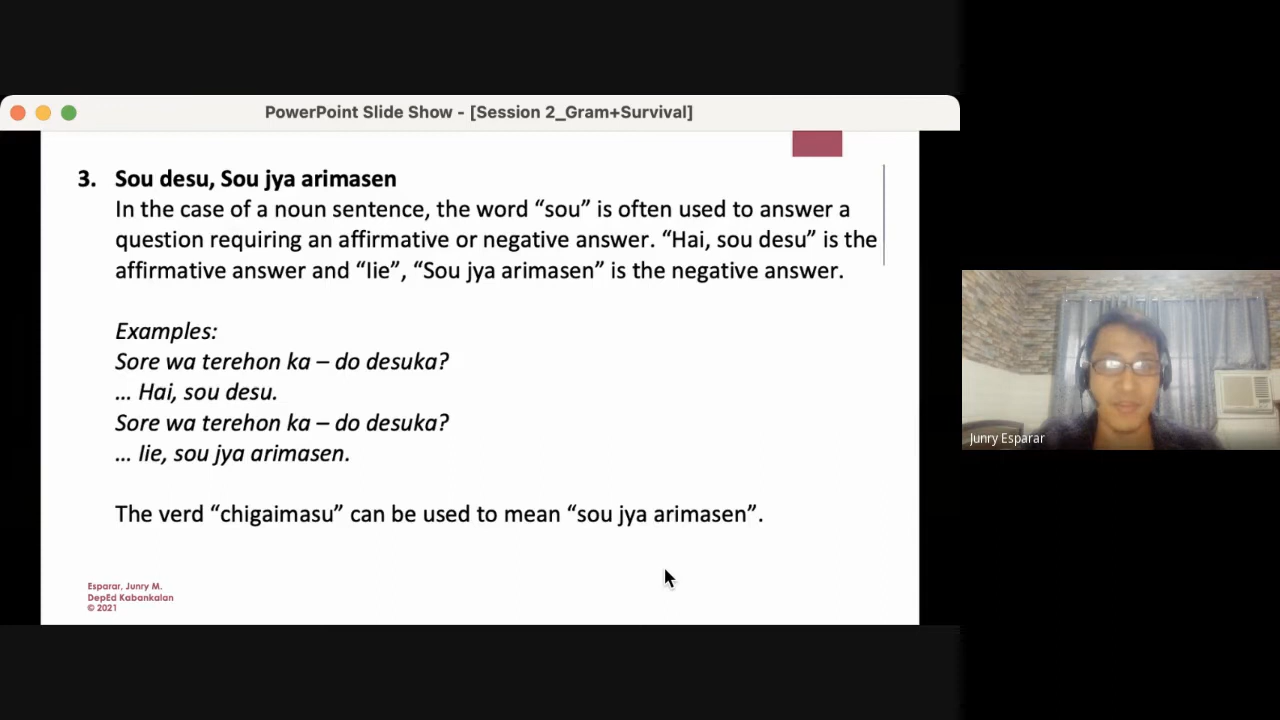 PowerPoint Slide Show - [Session 2_Gram+Survival]
3. Sou desu, Sou jya arimasen
In the case of a noun sentence, the word “sou” is often used to answer a
question requiring an affirmative or negative answer. “Hai, sou desu” is the
affirmative answer and “Iie”, “Sou jya arimasen” is the negative answer.
Examples:
Sore wa terehon ka – do desuka?
... Hai, sou desu.
Sore wa terehon ka – do desuka?
... Iie, sou jya arimasen.
The verd “chigaimasu” can be used to mean “sou jya arimasen”.
Esparar, Junry M.
DepEd Kabankalan
© 2021
Junry Esparar